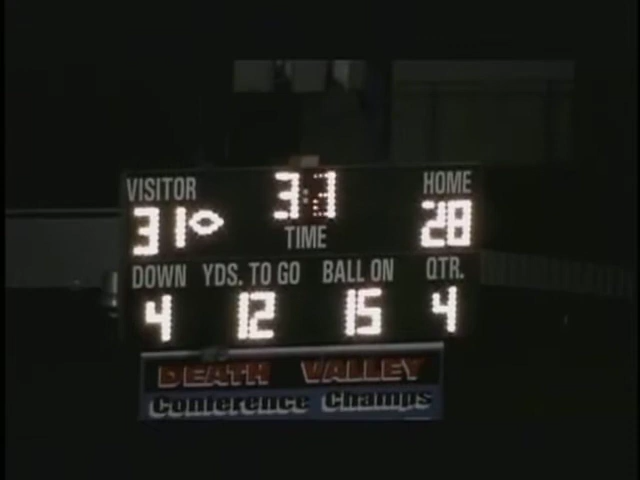 VISITOR HOME
31 28
TIME
DOWN YDS. TO GO BALL ON QTR.
4 12 15 4
DEATH VALLEY
Conference Champs